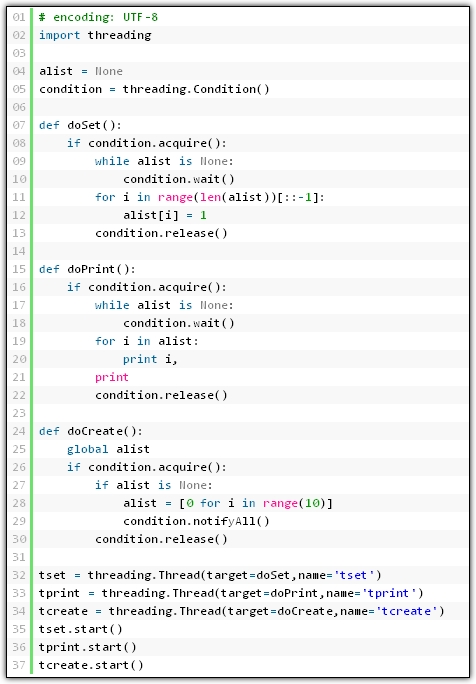 01 # encoding: UTF-8
02 import threading
03
04 alist = None
05 condition = threading.Condition()
06
07 def doSet():
08     if condition.acquire():
09         while alist is None:
10             condition.wait()
11         for i in range(len(alist))[::-1]:
12             alist[i] = 1
13         condition.release()
14
15 def doPrint():
16     if condition.acquire():
17         while alist is None:
18             condition.wait()
19         for i in alist:
20             print i,
21         print
22         condition.release()
23
24 def doCreate():
25     global alist
26     if condition.acquire():
27         if alist is None:
28             alist = [0 for i in range(10)]
29             condition.notifyAll()
30         condition.release()
31
32 tset = threading.Thread(target=doSet,name='tset')
33 tprint = threading.Thread(target=doPrint,name='tprint')
34 tcreate = threading.Thread(target=doCreate,name='tcreate')
35 tset.start()
36 tprint.start()
37 tcreate.start()